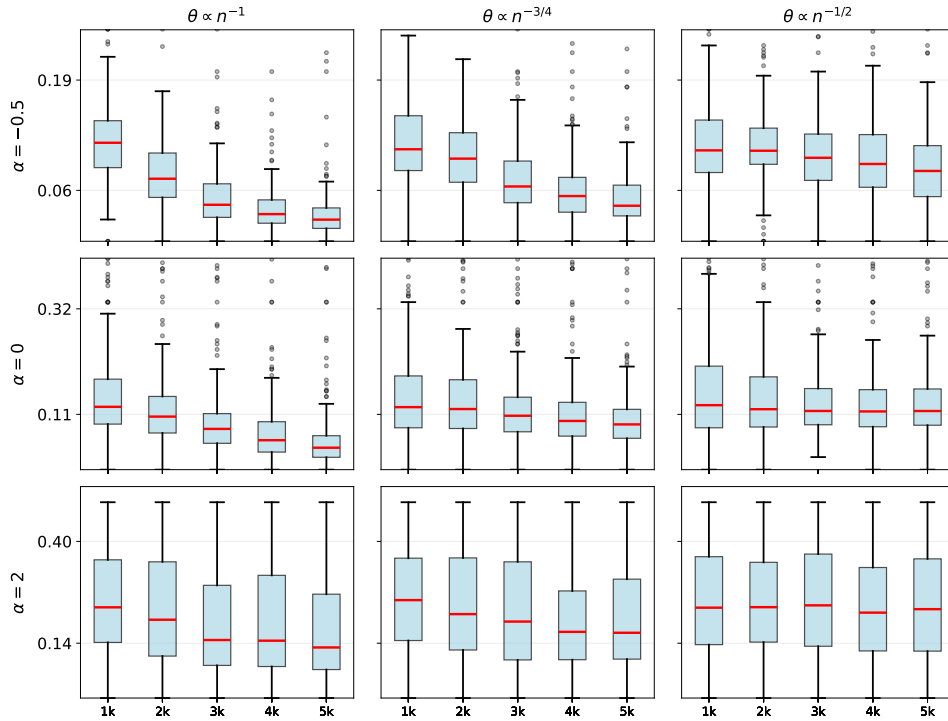 θ ∝ n⁻¹ θ ∝ n⁻³/⁴ θ ∝ n⁻¹/²
α = −0.5
0.19
0.06
α = 0
0.32
0.11
α = 2
0.40
0.14
1k 2k 3k 4k 5k 1k 2k 3k 4k 5k 1k 2k 3k 4k 5k